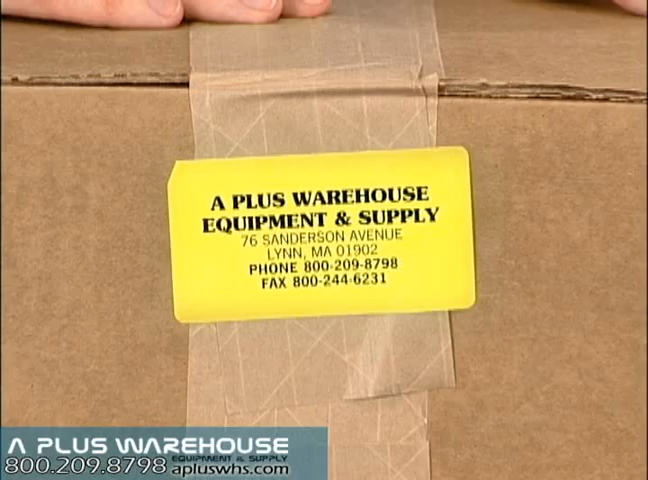 A PLUS WAREHOUSE
EQUIPMENT & SUPPLY
76 SANDERSON AVENUE
LYNN, MA 01902
PHONE 800-209-8798
FAX 800-244-6231
A PLUS WAREHOUSE
EQUIPMENT & SUPPLY
800.209.8798 apluswhs.com